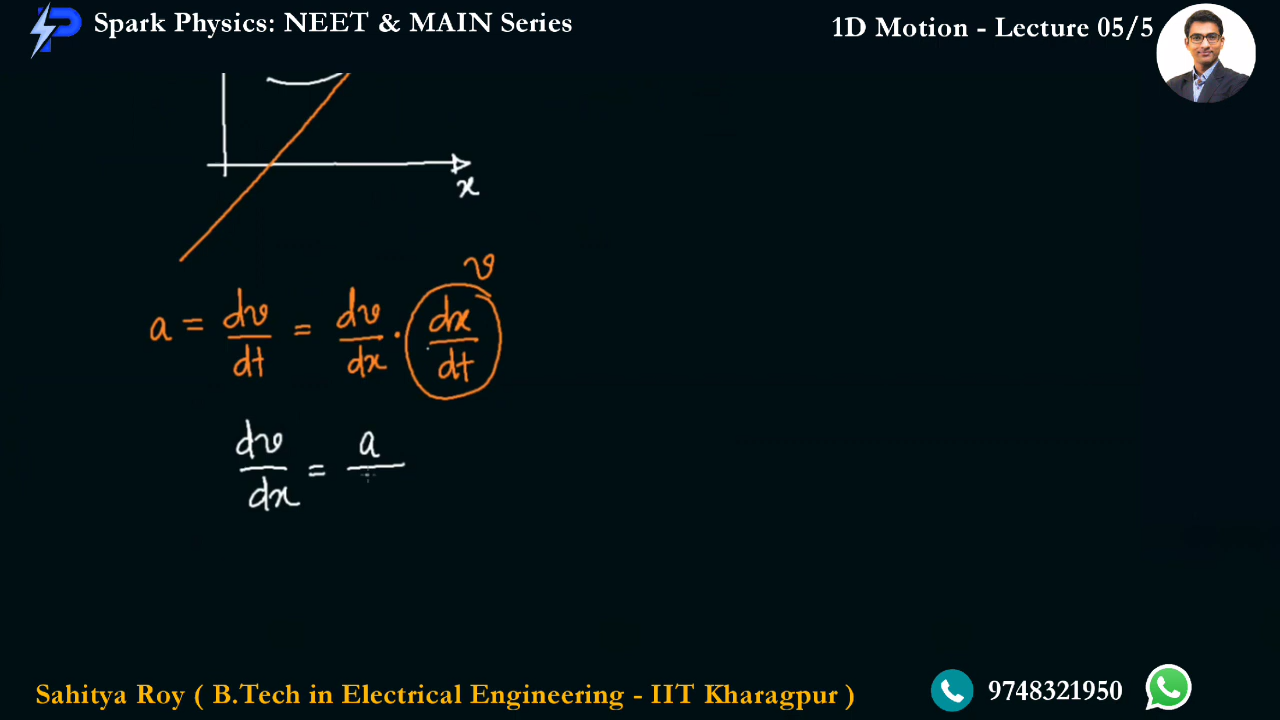 Spark Physics: NEET & MAIN Series
1D Motion - Lecture 05/5
x
v
a = dv/dt = dv/dx · dx/dt
dv/dx = a
Sahitya Roy ( B.Tech in Electrical Engineering - IIT Kharagpur )
9748321950